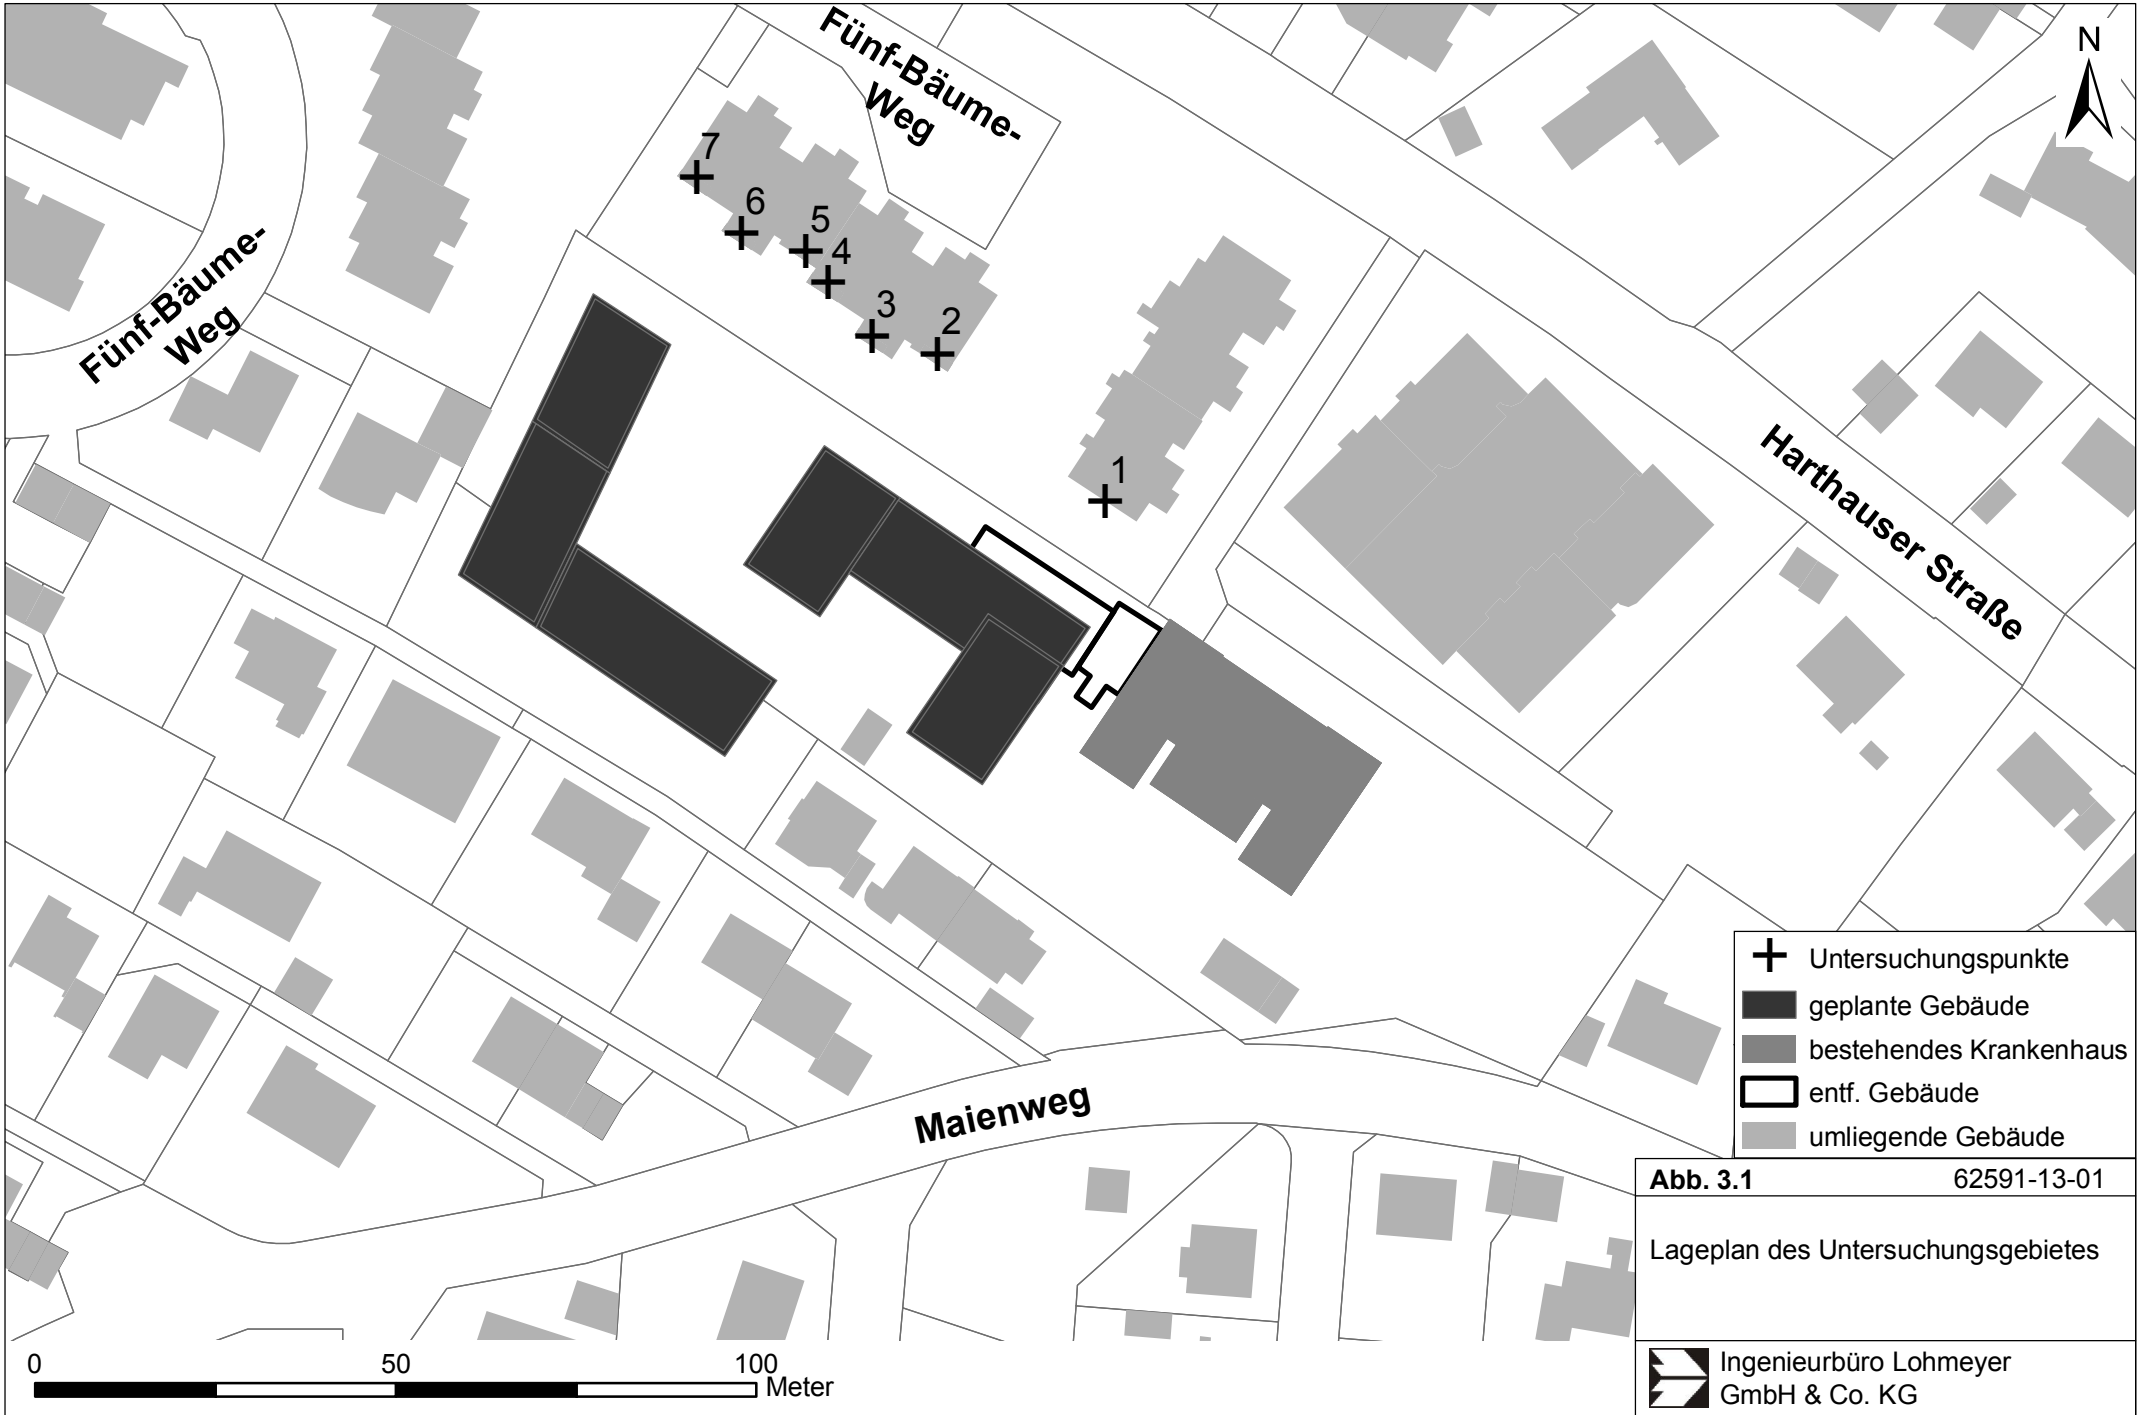 Fünf-Bäume-
Weg
N
7
6
5
4
3
2
1
Fünf-Bäume-
Weg
Harthauser Straße
Maienweg
Untersuchungspunkte
geplante Gebäude
bestehendes Krankenhaus
entf. Gebäude
umliegende Gebäude
Abb. 3.1 62591-13-01
Lageplan des Untersuchungsgebietes
0 50 100
Meter
Ingenieurbüro Lohmeyer
GmbH & Co. KG